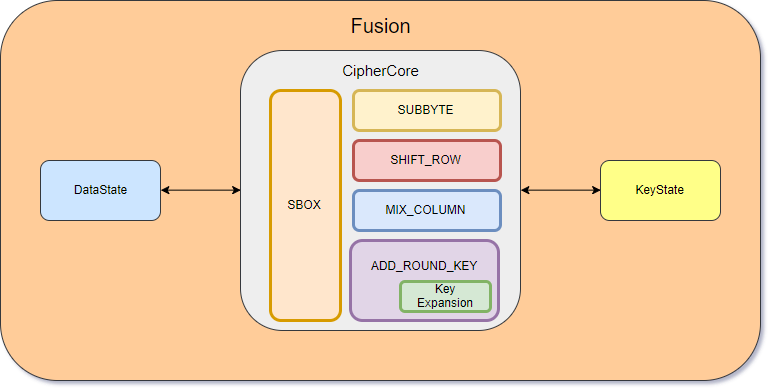 Fusion
CipherCore
SUBBYTE
SHIFT_ROW
MIX_COLUMN
SBOX
ADD_ROUND_KEY
Key
Expansion
DataState
KeyState